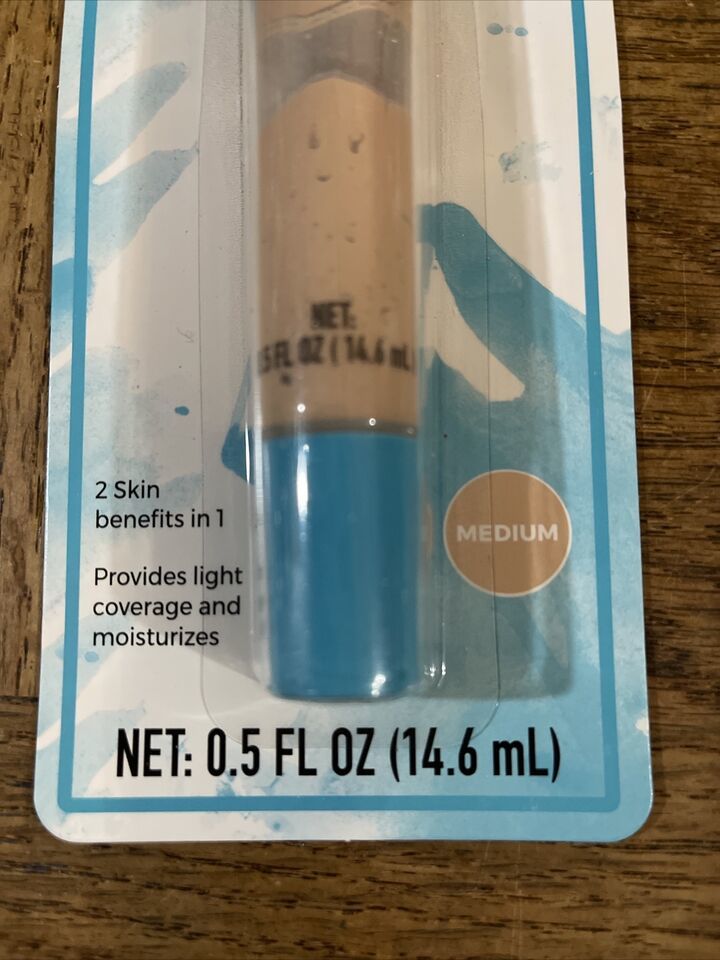 NET:
.5 FL OZ (14.6 mL
2 Skin
benefits in 1
MEDIUM
Provides light
coverage and
moisturizes
NET: 0.5 FL OZ (14.6 mL)